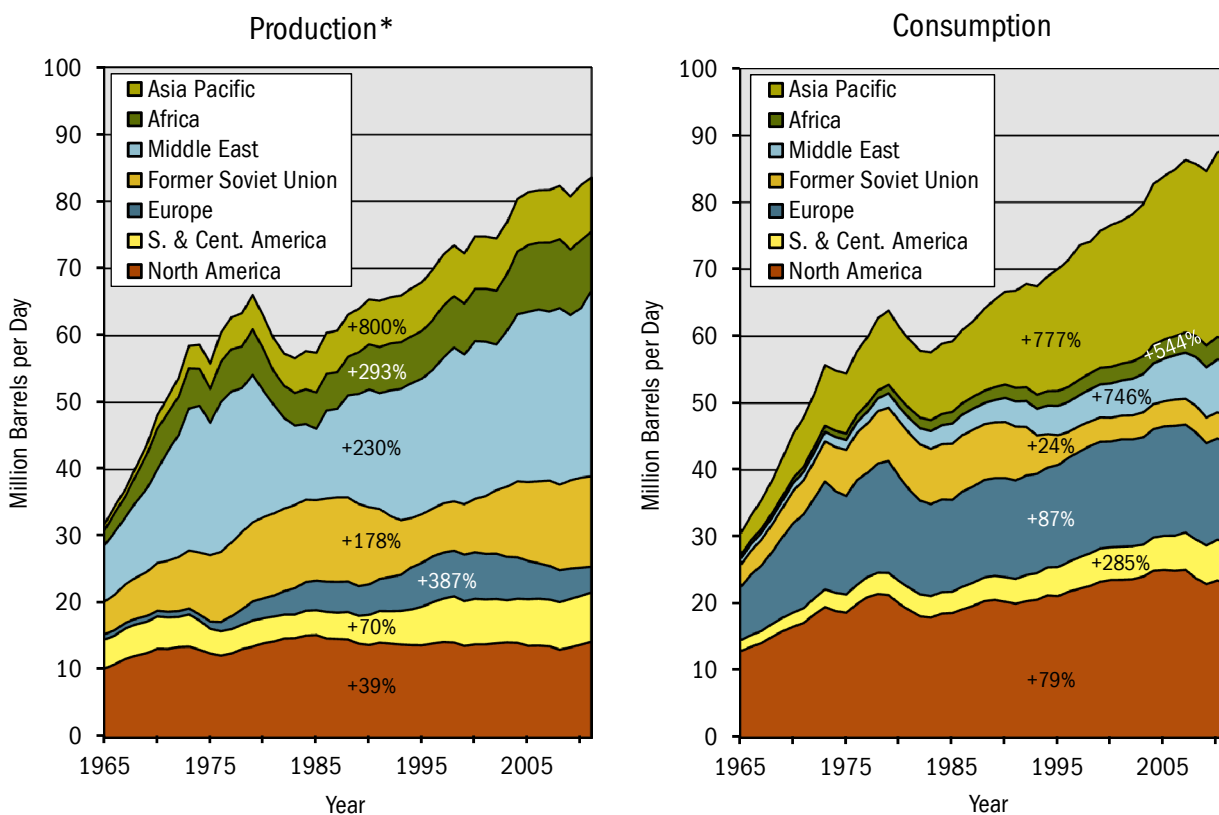 Production*
Million Barrels per Day
100
90
80
70
60
50
40
30
20
10
0
Asia Pacific
Africa
Middle East
Former Soviet Union
Europe
S. & Cent. America
North America
+800%
+293%
+230%
+178%
+387%
+70%
+39%
1965 1975 1985 1995 2005
Year
Consumption
Million Barrels per Day
100
90
80
70
60
50
40
30
20
10
0
Asia Pacific
Africa
Middle East
Former Soviet Union
Europe
S. & Cent. America
North America
+777%
+544%
+746%
+24%
+87%
+285%
+79%
1965 1975 1985 1995 2005
Year